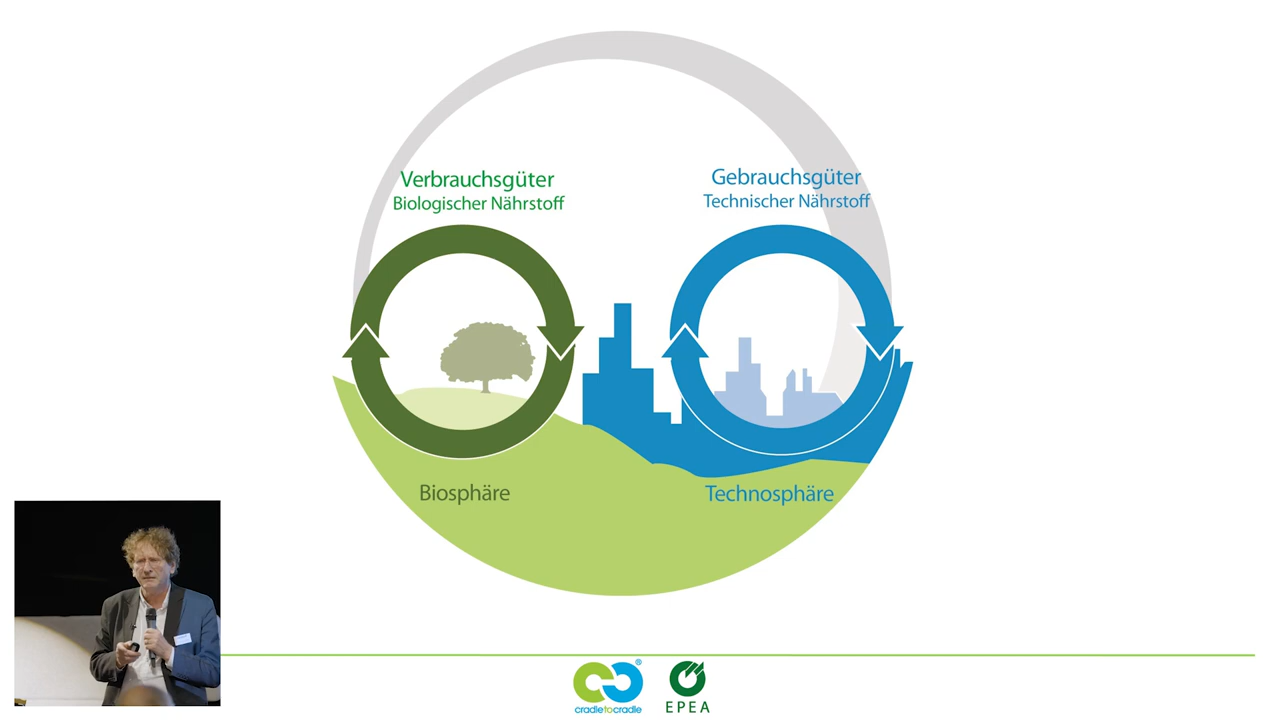 Verbrauchsgüter
Biologischer Nährstoff
Gebrauchsgüter
Technischer Nährstoff
Biosphäre
Technosphäre
®
cradletocradle
EPEA